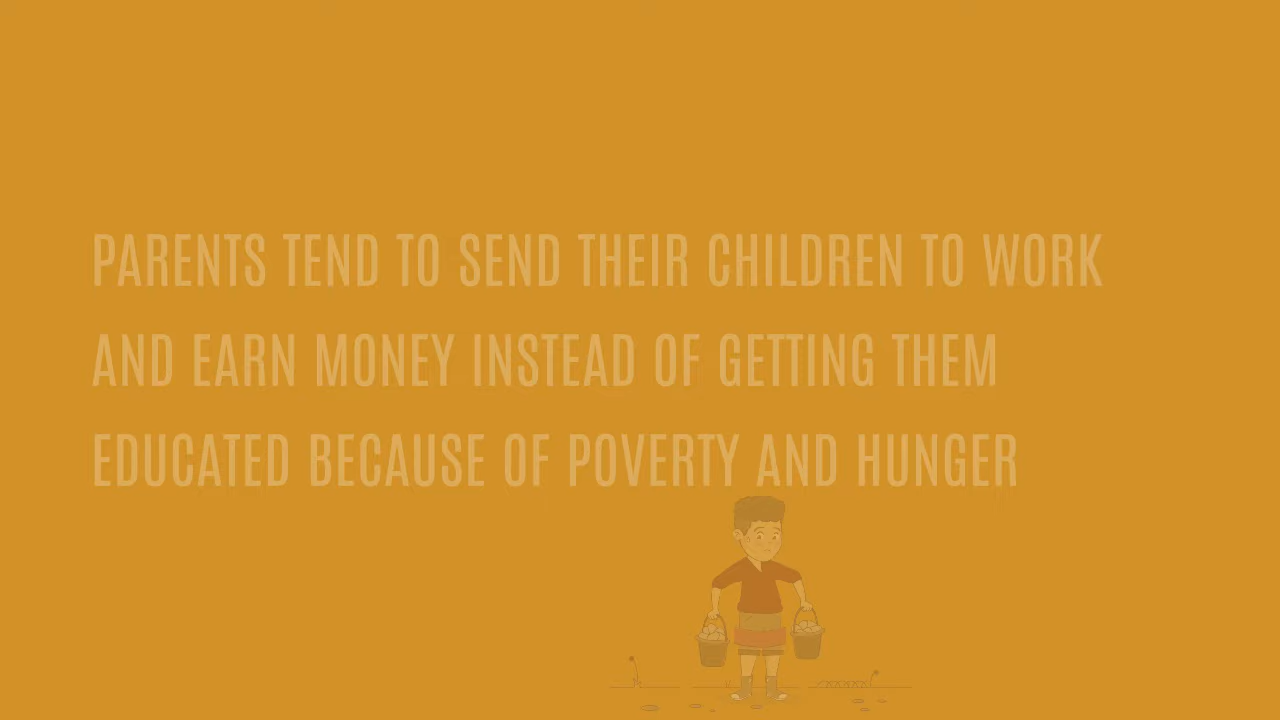 PARENTS TEND TO SEND THEIR CHILDREN TO WORK
AND EARN MONEY INSTEAD OF GETTING THEM
EDUCATED BECAUSE OF POVERTY AND HUNGER